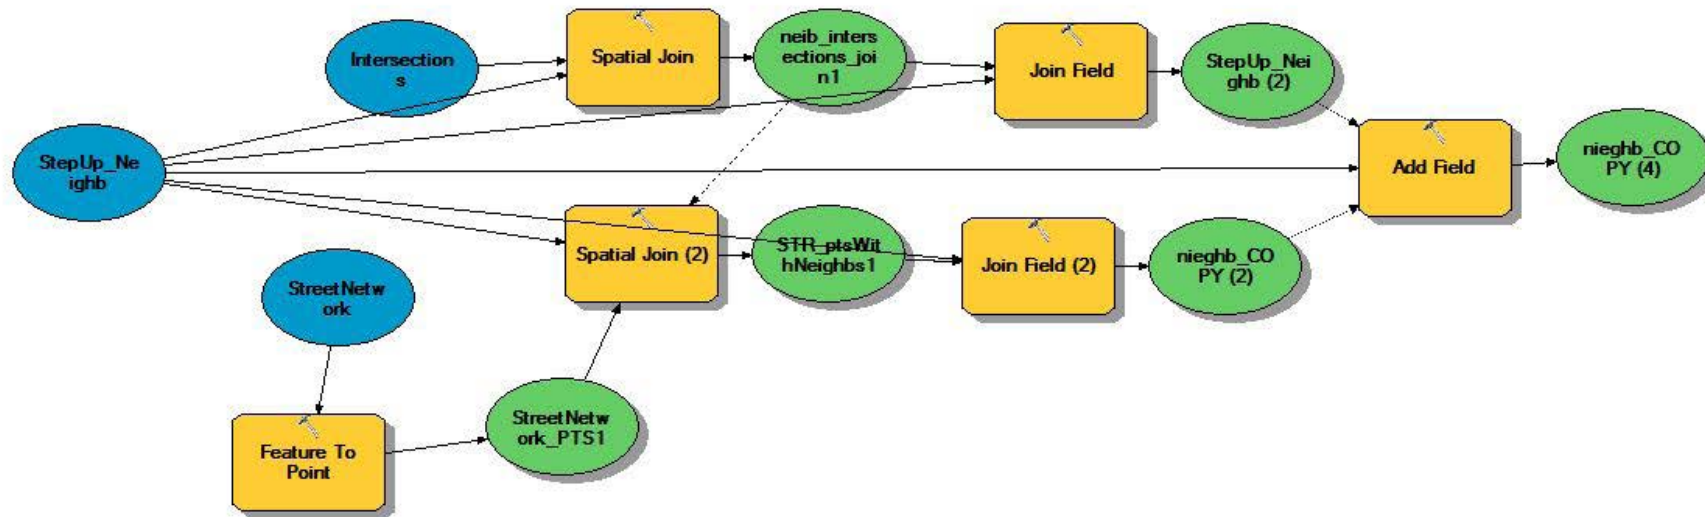 Intersection
s
Spatial Join
neib_inters
ections_joi
n1
Join Field
StepUp_Nei
ghb (2)
StepUp_Ne
ighb
Add Field
nieghb_CO
PY (4)
Spatial Join (2)
STR_ptsWit
hNeighbs1
Join Field (2)
nieghb_CO
PY (2)
StreetNetw
ork
Feature To
Point
StreetNetw
ork_PTS1